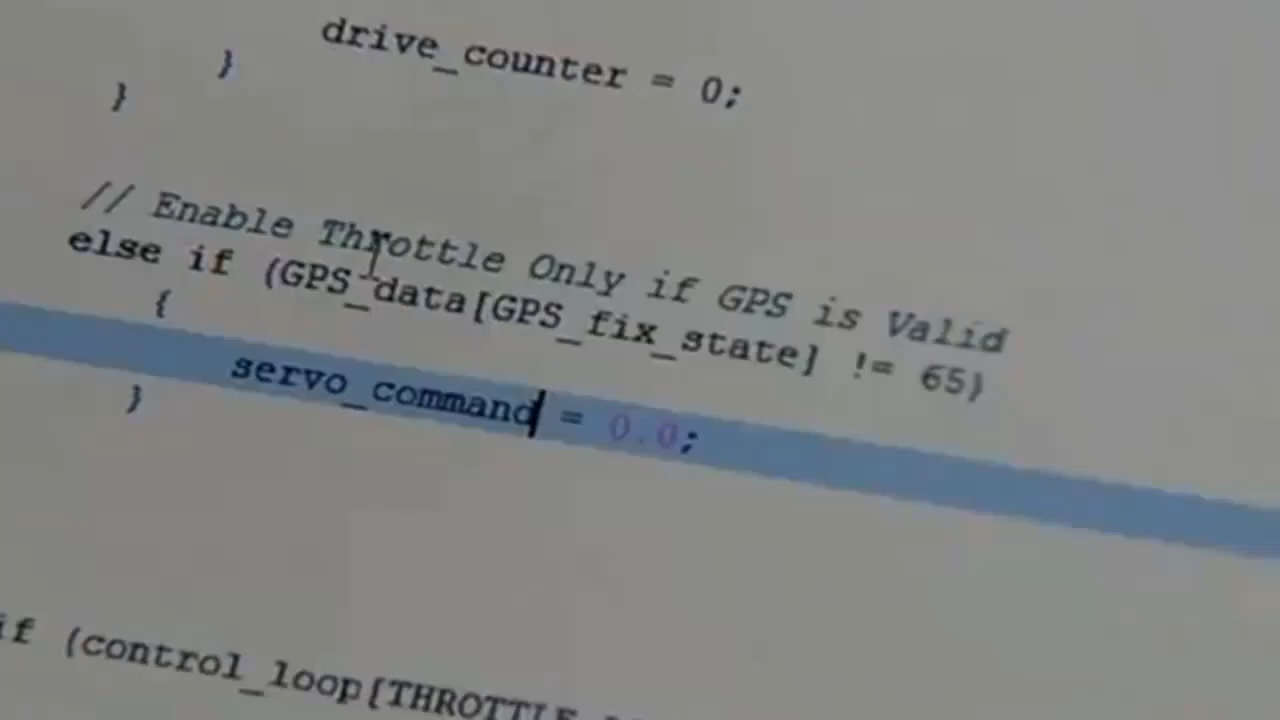 drive_counter = 0;
}
}
// Enable Throttle Only if GPS is Valid
else if (GPS_data[GPS_fix_state] != 65)
{
servo_command = 0.0;
}
if (control_loop[THROTTLE